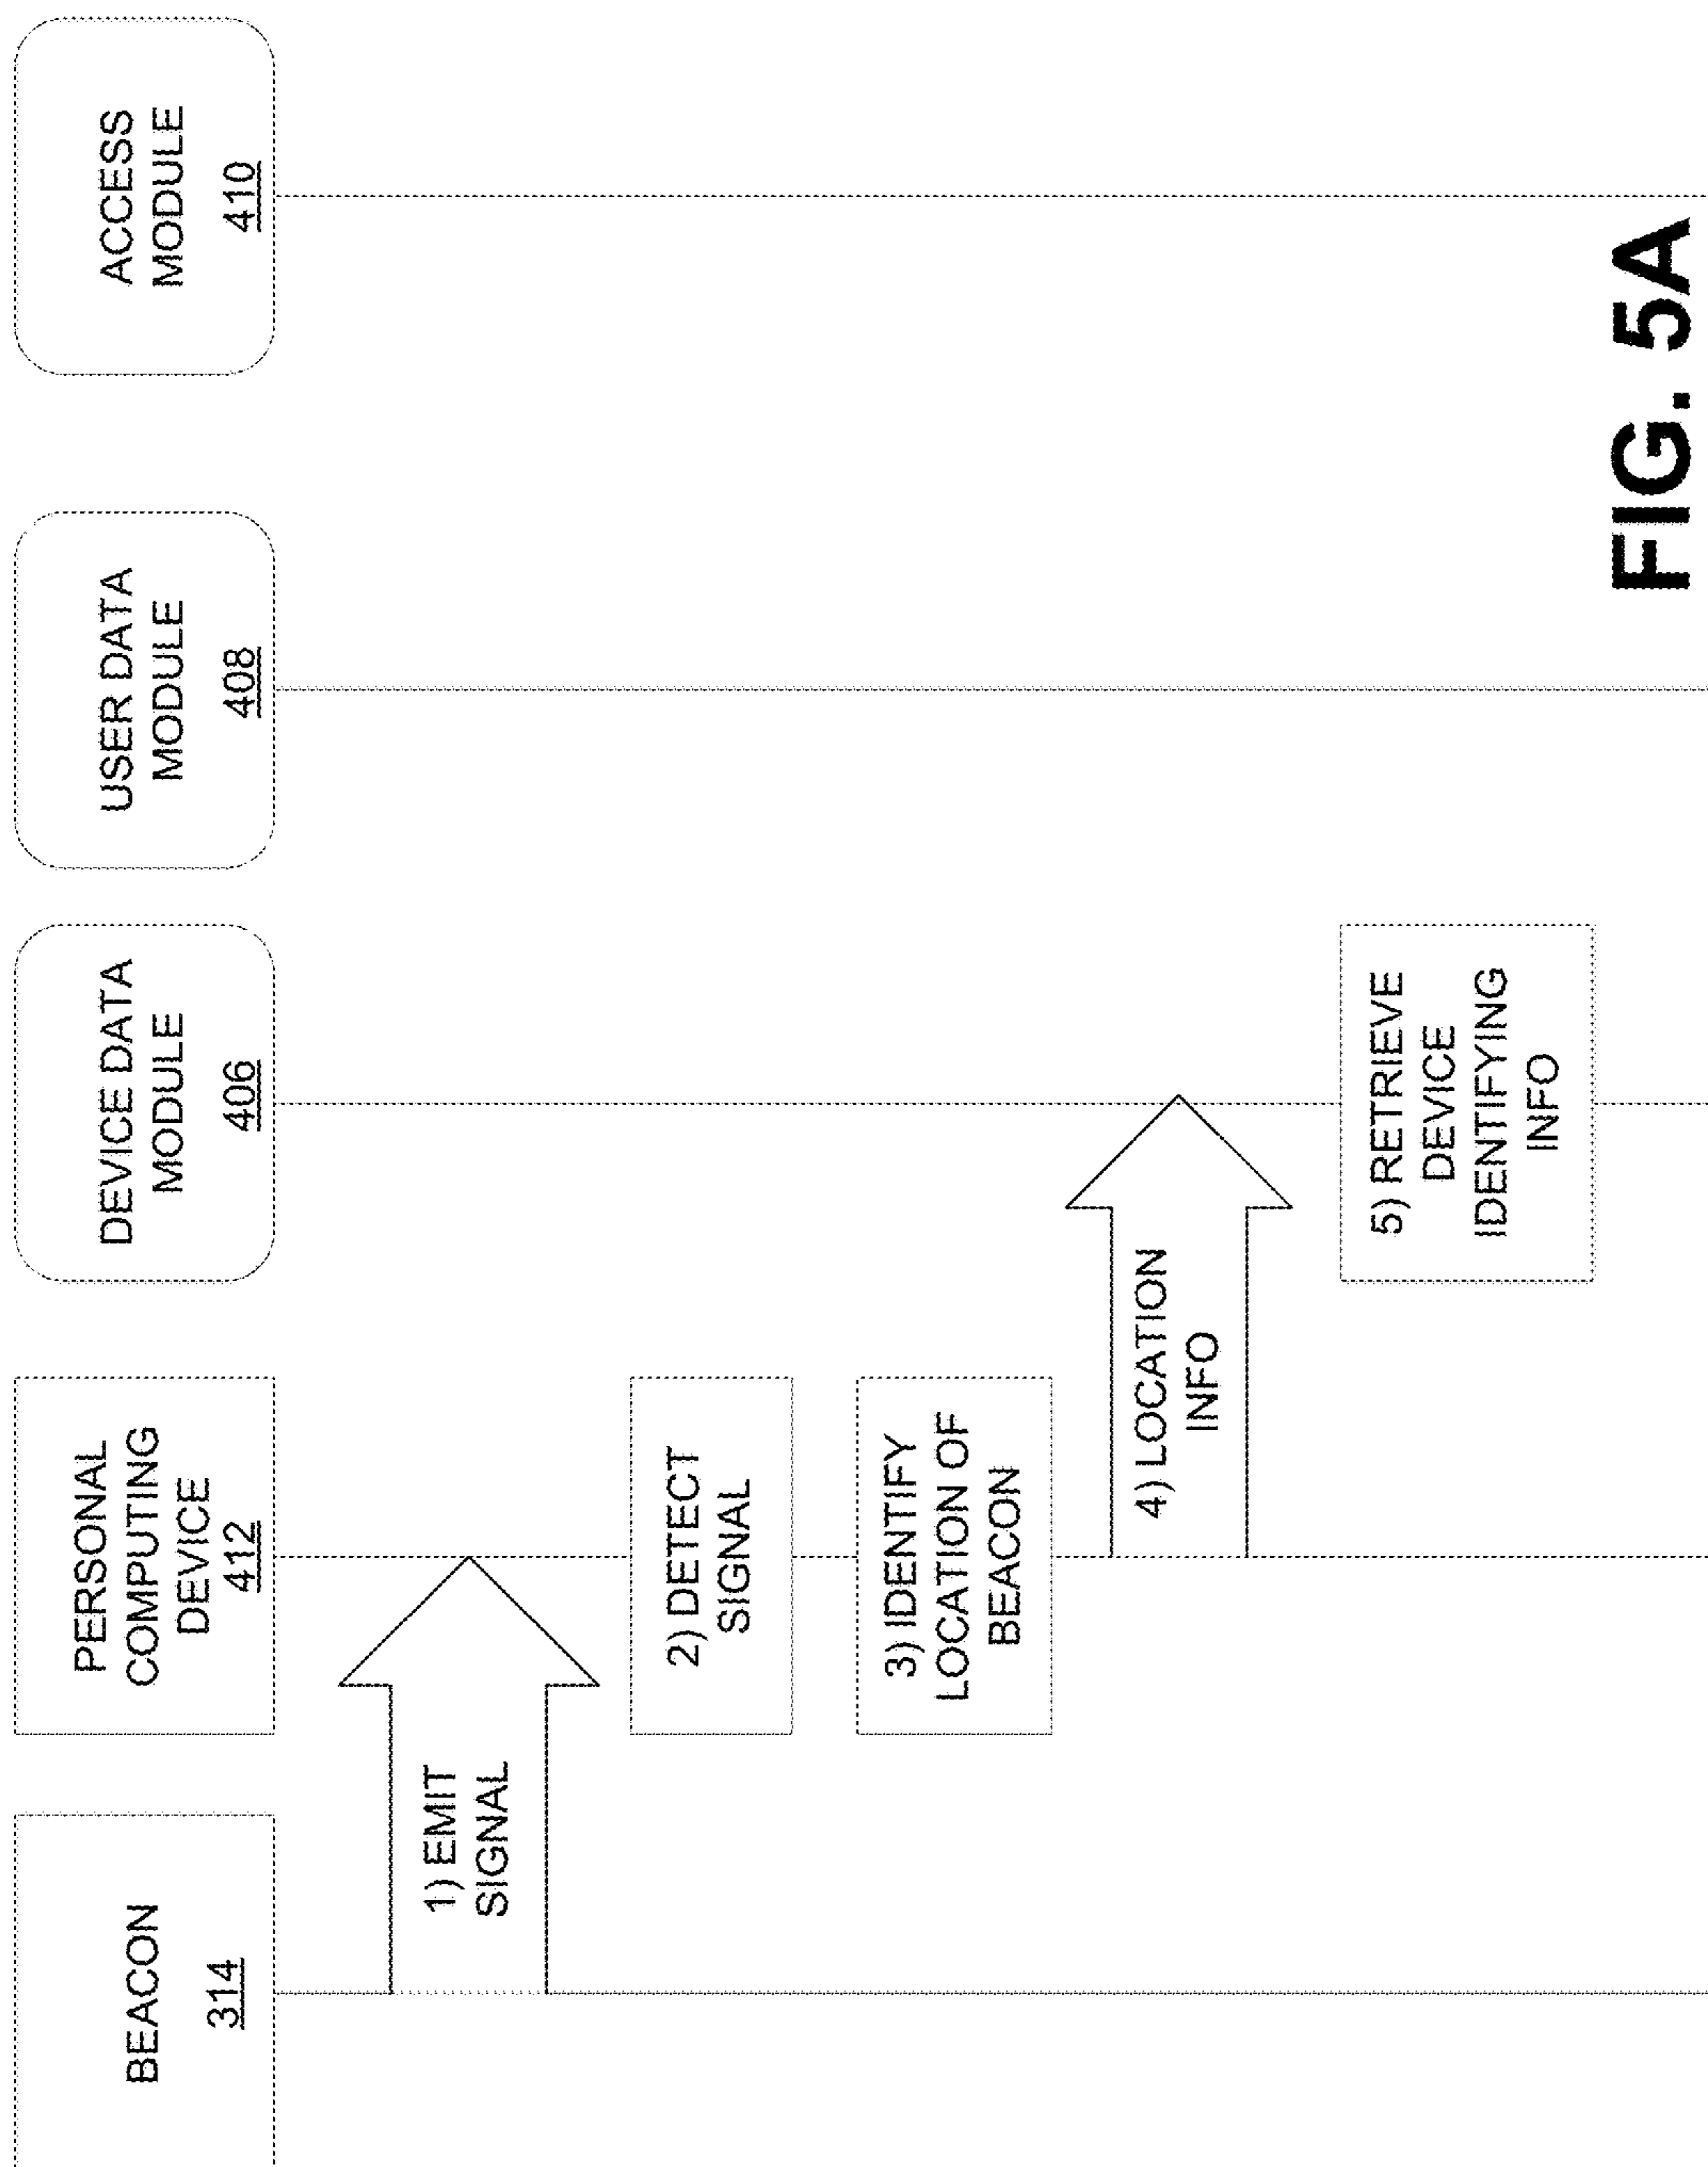 BEACON
314
PERSONAL
COMPUTING
DEVICE
412
DEVICE DATA
MODULE
406
USER DATA
MODULE
408
ACCESS
MODULE
410
1) EMIT
SIGNAL
2) DETECT
SIGNAL
3) IDENTIFY
LOCATION OF
BEACON
4) LOCATION
INFO
5) RETRIEVE
DEVICE
IDENTIFYING
INFO
FIG. 5A